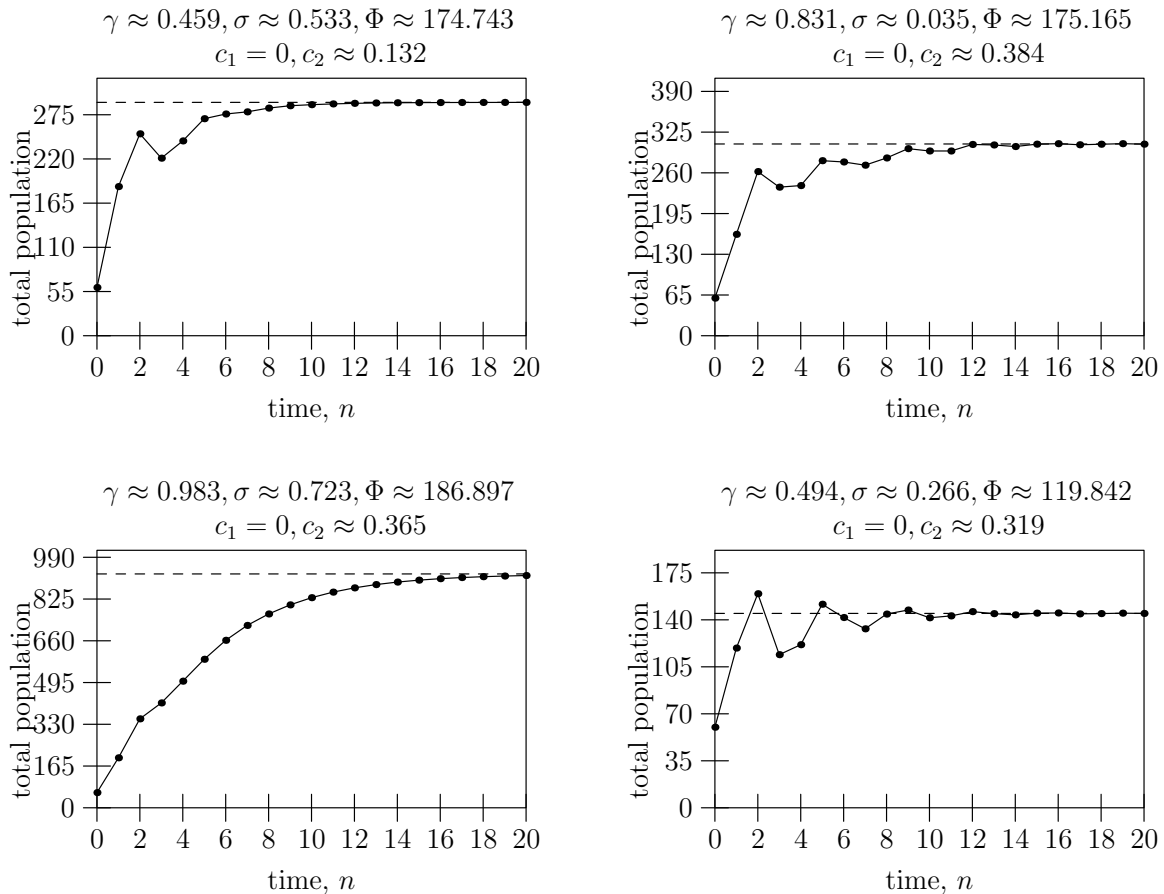 γ ≈ 0.459, σ ≈ 0.533, Φ ≈ 174.743
c₁ = 0, c₂ ≈ 0.132
total population
275
220
165
110
55
0
0 2 4 6 8 10 12 14 16 18 20
time, n
γ ≈ 0.831, σ ≈ 0.035, Φ ≈ 175.165
c₁ = 0, c₂ ≈ 0.384
total population
390
325
260
195
130
65
0
0 2 4 6 8 10 12 14 16 18 20
time, n
γ ≈ 0.983, σ ≈ 0.723, Φ ≈ 186.897
c₁ = 0, c₂ ≈ 0.365
total population
990
825
660
495
330
165
0
0 2 4 6 8 10 12 14 16 18 20
time, n
γ ≈ 0.494, σ ≈ 0.266, Φ ≈ 119.842
c₁ = 0, c₂ ≈ 0.319
total population
175
140
105
70
35
0
0 2 4 6 8 10 12 14 16 18 20
time, n